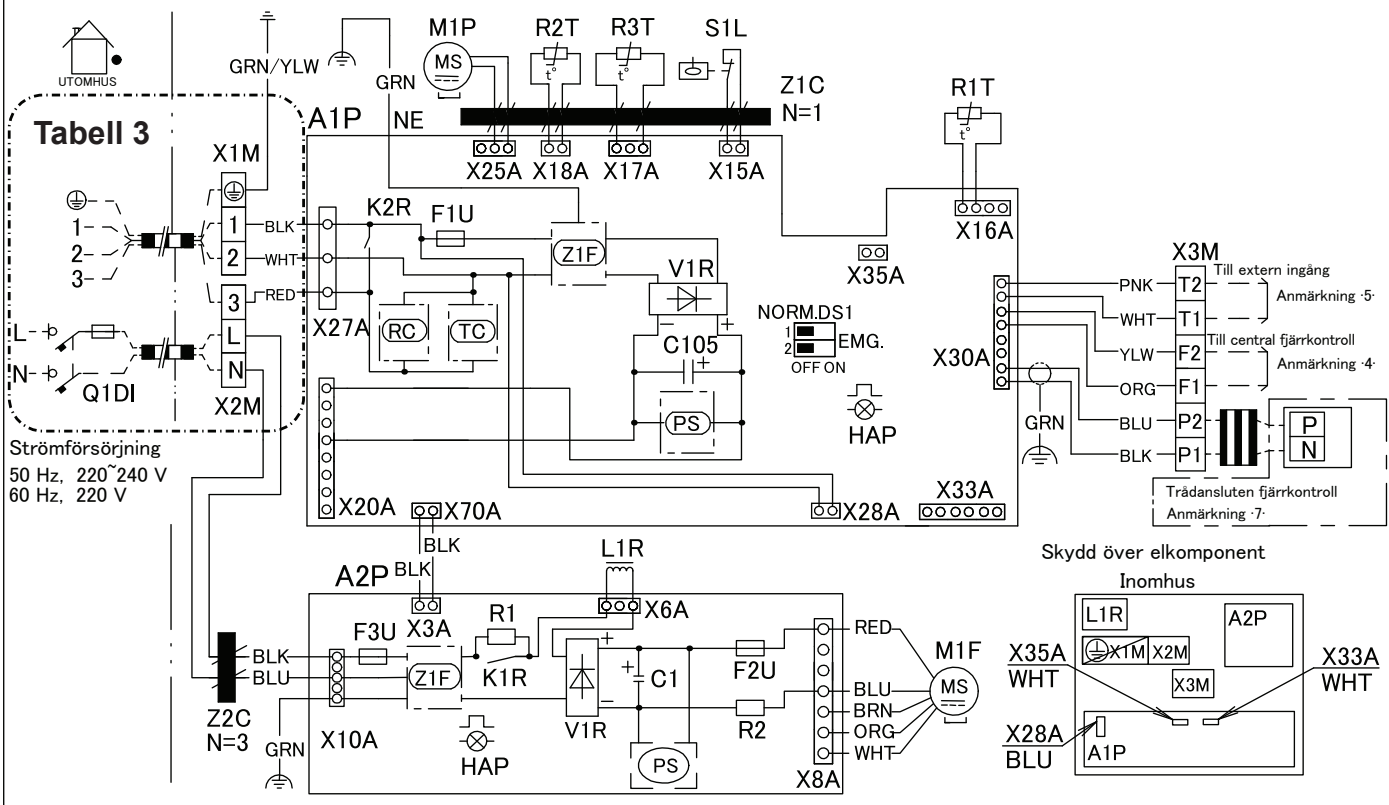 UTOMHUS
Tabell 3
X1M
1
2
3
1
2
3
L
N
L
N
Q1DI
X2M
Strömförsörjning
50 Hz, 220~240 V
60 Hz, 220 V
GRN/YLW
GRN
BLK
WHT
RED
A1P
NE
M1P
MS
R2T
t°
R3T
t°
S1L
Z1C
N=1
R1T
t°
X25A
X18A
X17A
X15A
X16A
X35A
K2R
F1U
Z1F
V1R
X27A
RC
TC
C105
+
−
+
PS
NORM.
DS1
1
2
EMG.
OFF ON
HAP
X30A
X20A
X70A
X28A
X33A
PNK
WHT
YLW
ORG
BLU
BLK
GRN
X3M
T2
T1
F2
F1
P2
P1
Till extern ingång
Anmärkning ·5·
Till central fjärrkontroll
Anmärkning ·4·
P
N
Trådansluten fjärrkontroll
Anmärkning ·7·
BLK
BLK
A2P
L1R
X3A
X6A
F3U
R1
Z1F
K1R
V1R
+
−
+
C1
F2U
R2
PS
HAP
BLK
BLU
GRN
Z2C
N=3
X10A
X8A
RED
BLU
BRN
ORG
WHT
M1F
MS
Skydd över elkomponent
Inomhus
L1R
A2P
X1M
X2M
X3M
X35A
WHT
X33A
WHT
X28A
BLU
A1P